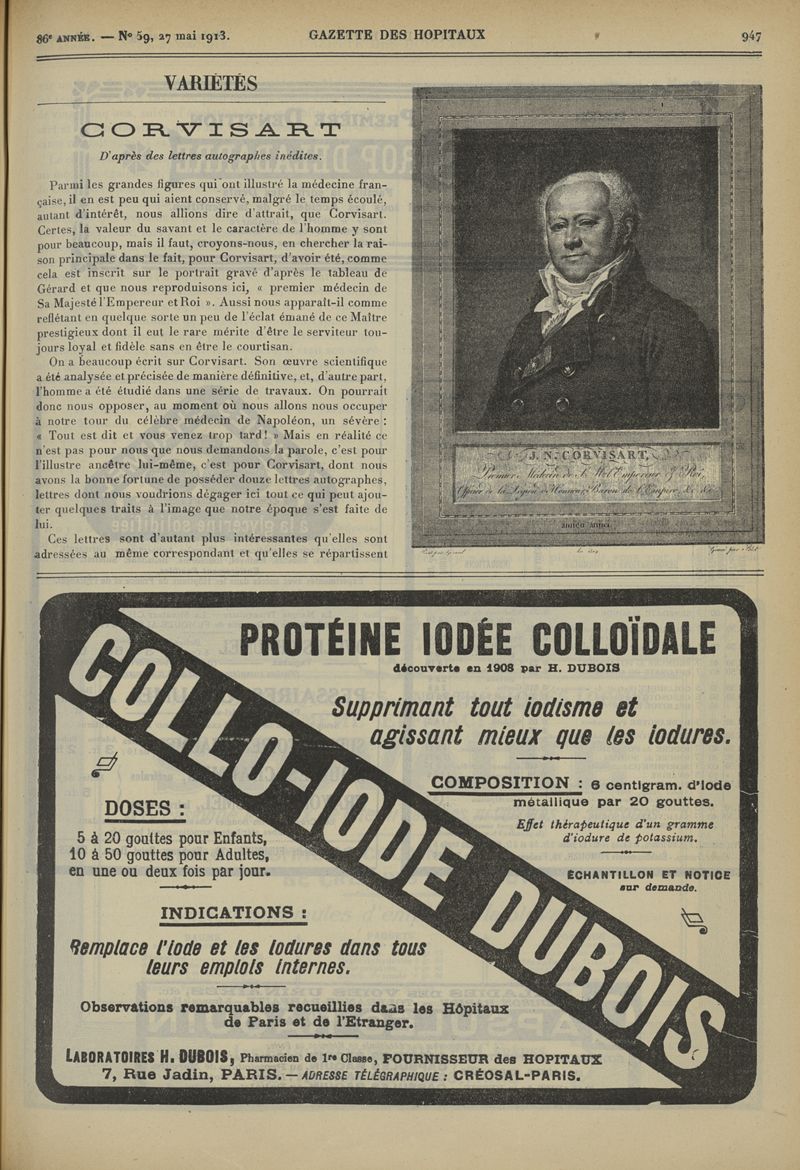 86e ANNÉE. — No 59, 27 mai 1913.
GAZETTE DES HOPITAUX
947
VARIÉTÉS
CORVISART
D'après des lettres autographes inédites.
Parmi les grandes figures qui ont illustré la médecine fran-
çaise, il en est peu qui aient conservé, malgré le temps écoulé,
autant d'intérêt, nous allions dire d'attrait, que Corvisart.
Certes, la valeur du savant et le caractère de l'homme y sont
pour beaucoup, mais il faut, croyons-nous, en chercher la rai-
son principale dans le fait, pour Corvisart, d'avoir été, comme
cela est inscrit sur le portrait gravé d'après le tableau de
Gérard et que nous reproduisons ici, « premier médecin de
Sa Majesté l'Empereur et Roi ». Aussi nous apparaît-il comme
reflétant en quelque sorte un peu de l'éclat émané de ce Maître
prestigieux dont il eut le rare mérite d'être le serviteur tou-
jours loyal et fidèle sans en être le courtisan.
On a beaucoup écrit sur Corvisart. Son œuvre scientifique
a été analysée et précisée de manière définitive, et, d'autre part,
l'homme a été étudié dans une série de travaux. On pourrait
donc nous opposer, au moment où nous allons nous occuper
à notre tour du célèbre médecin de Napoléon, un sévère :
« Tout est dit et vous venez trop tard! » Mais en réalité ce
n'est pas pour nous que nous demandons la parole, c'est pour
l'illustre ancêtre lui-même, c'est pour Corvisart, dont nous
avons la bonne fortune de posséder douze lettres autographes,
lettres dont nous voudrions dégager ici tout ce qui peut ajou-
ter quelques traits à l'image que notre époque s'est faite de
lui.
Ces lettres sont d'autant plus intéressantes qu'elles sont
adressées au même correspondant et qu'elles se répartissent
J. N. CORVISART,
Premier Médecin de S. M. l'Empereur & Roi,
Officier de la Légion d'Honneur, Baron de l'Empire, &c. &c.
PROTÉINE IODÉE COLLOÏDALE
découverte en 1908 par H. DUBOIS
Supprimant tout iodisme et
agissant mieux que les iodures.
COLLO-IODE DUBOIS
COMPOSITION : 6 centigram. d'Iode
métallique par 20 gouttes.
Effet thérapeutique d'un gramme
d'iodure de potassium.
ÉCHANTILLON ET NOTICE
sur demande.
DOSES :
5 à 20 gouttes pour Enfants,
10 à 50 gouttes pour Adultes,
en une ou deux fois par jour.
INDICATIONS :
Remplace l'Iode et les Iodures dans tous
leurs emplois internes.
Observations remarquables recueillies dans les Hôpitaux
de Paris et de l'Etranger.
LABORATOIRES H. DUBOIS, Pharmacien de 1re Classe, FOURNISSEUR des HOPITAUX
7, Rue Jadin, PARIS. — ADRESSE TÉLÉGRAPHIQUE : CRÉOSAL-PARIS.